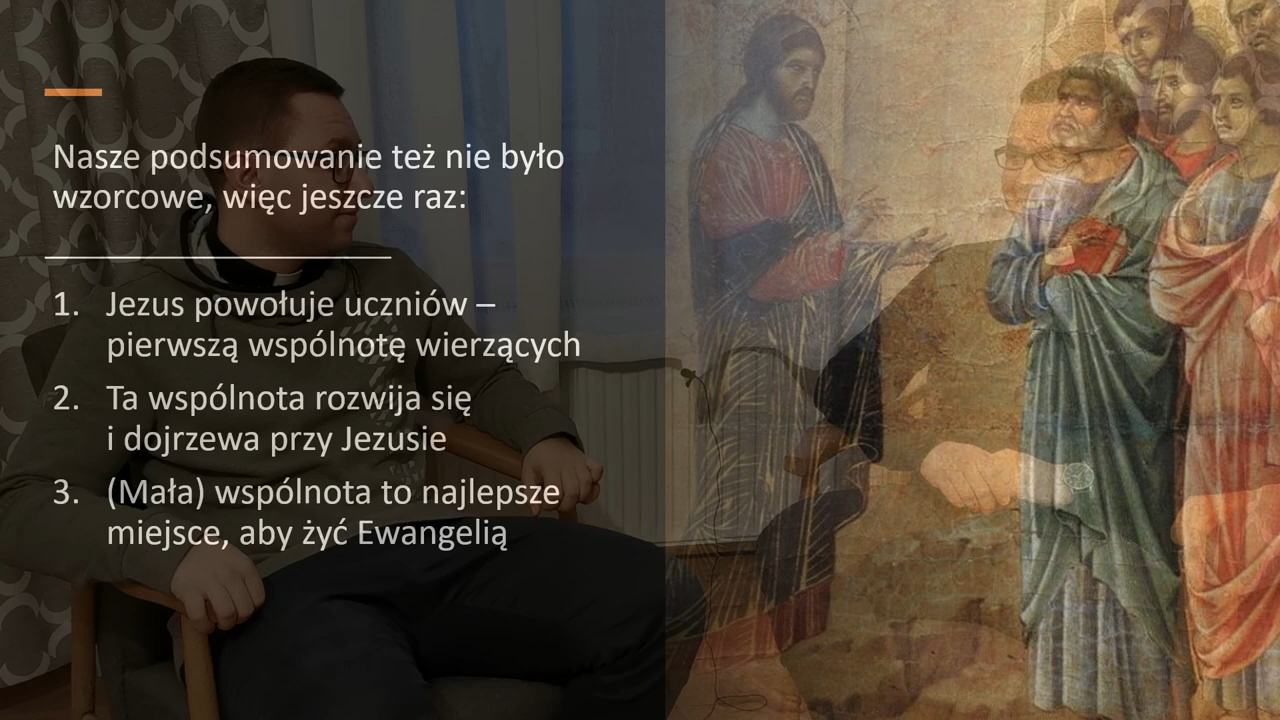 Nasze podsumowanie też nie było
wzorcowe, więc jeszcze raz:
1. Jezus powołuje uczniów –
pierwszą wspólnotę wierzących
2. Ta wspólnota rozwija się
i dojrzewa przy Jezusie
3. (Mała) wspólnota to najlepsze
miejsce, aby żyć Ewangelią